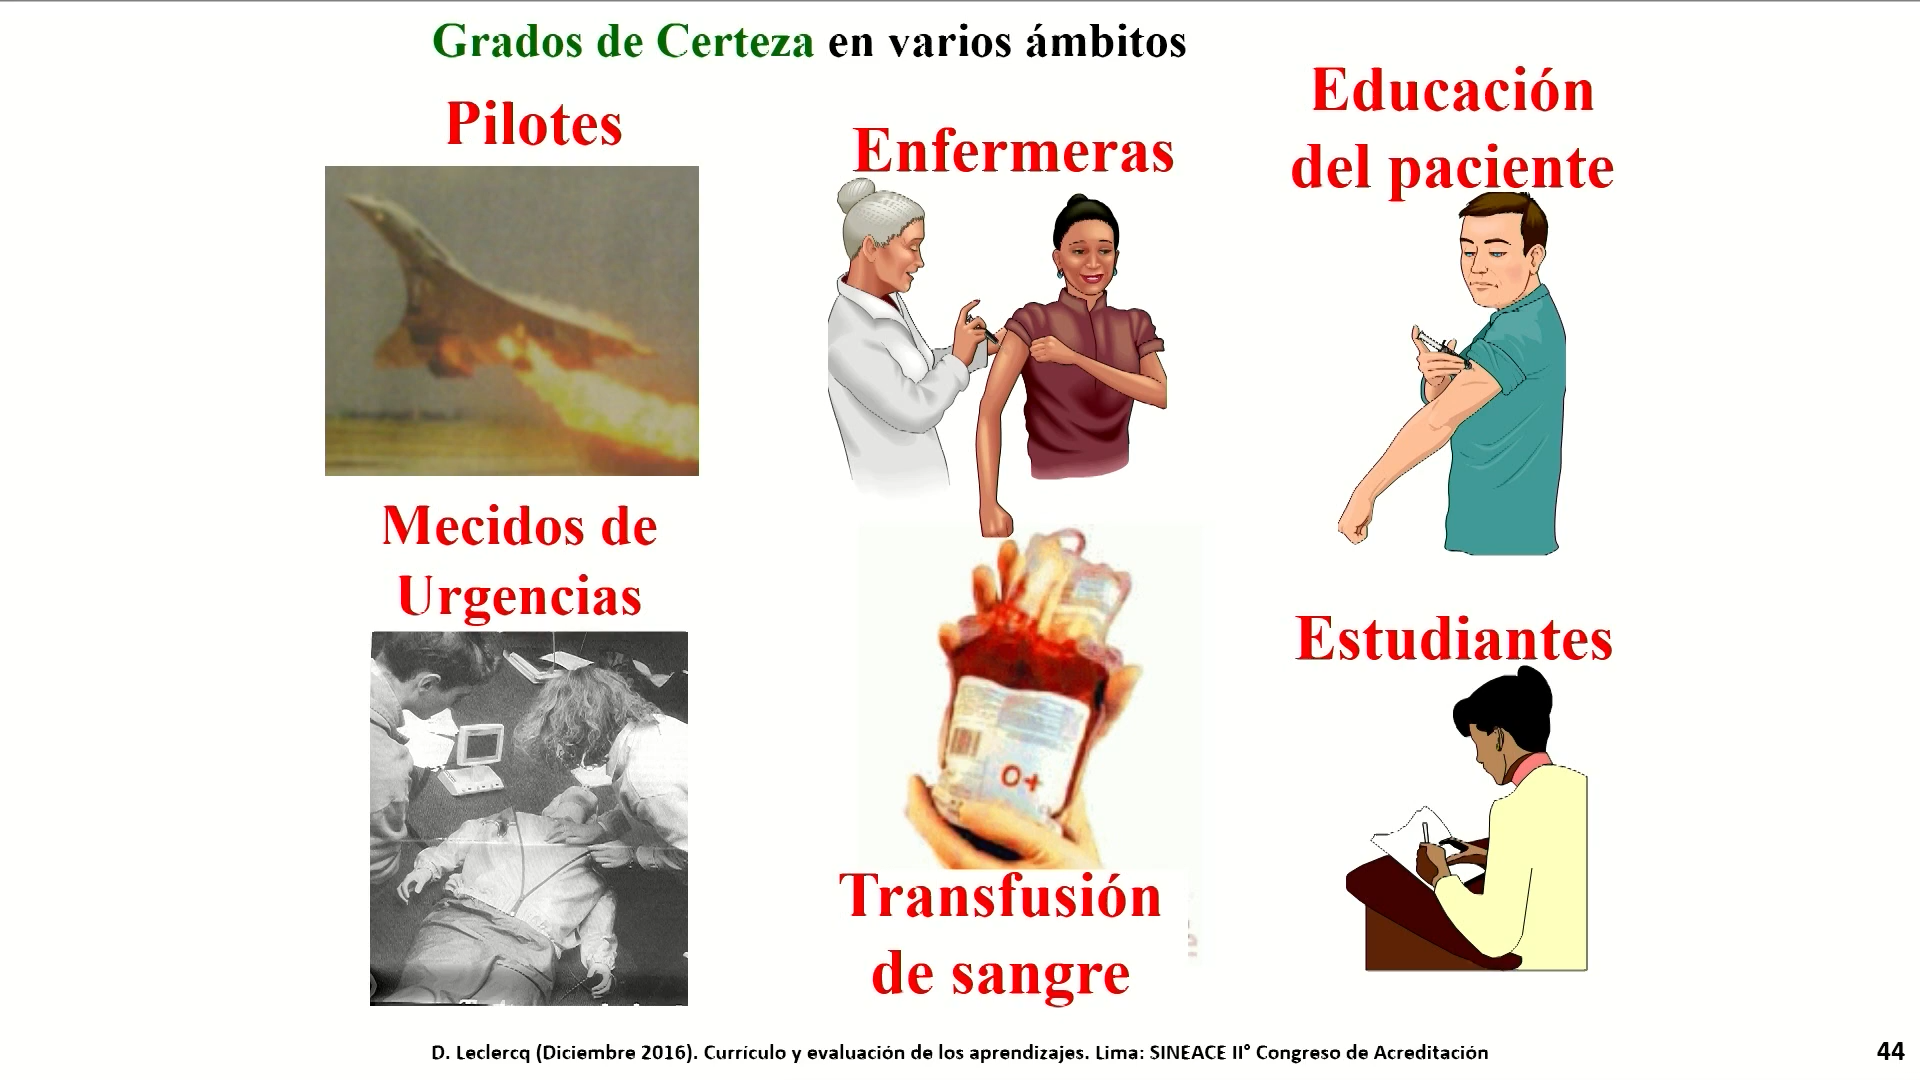 Grados de Certeza en varios ámbitos
Pilotes
Enfermeras
Educación
del paciente
Mecidos de
Urgencias
Estudiantes
O+
Transfusión
de sangre
D. Leclercq (Diciembre 2016). Currículo y evaluación de los aprendizajes. Lima: SINEACE II° Congreso de Acreditación
44